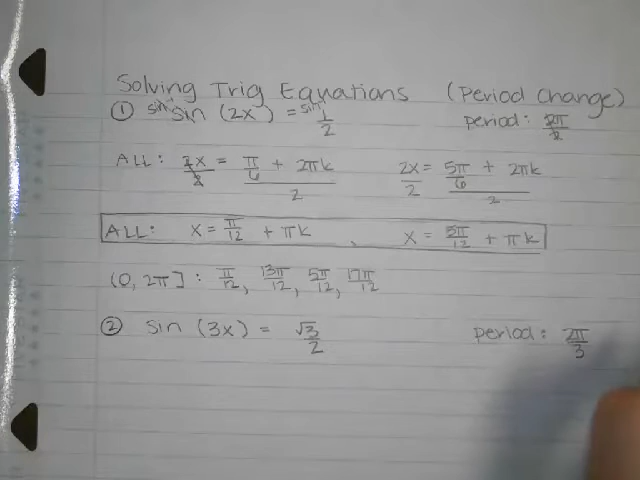 Solving Trig Equations (Period Change)
① sin⁻¹ sin (2x) = sin⁻¹ 1/2 period: 2π/2
ALL: 2x/2 = π/6 + 2πk / 2 2x/2 = 5π/6 + 2πk / 2
ALL: x = π/12 + πk , x = 5π/12 + πk
(0, 2π]: π/12, 13π/12, 5π/12, 17π/12
② sin (3x) = √3/2 period: 2π/3